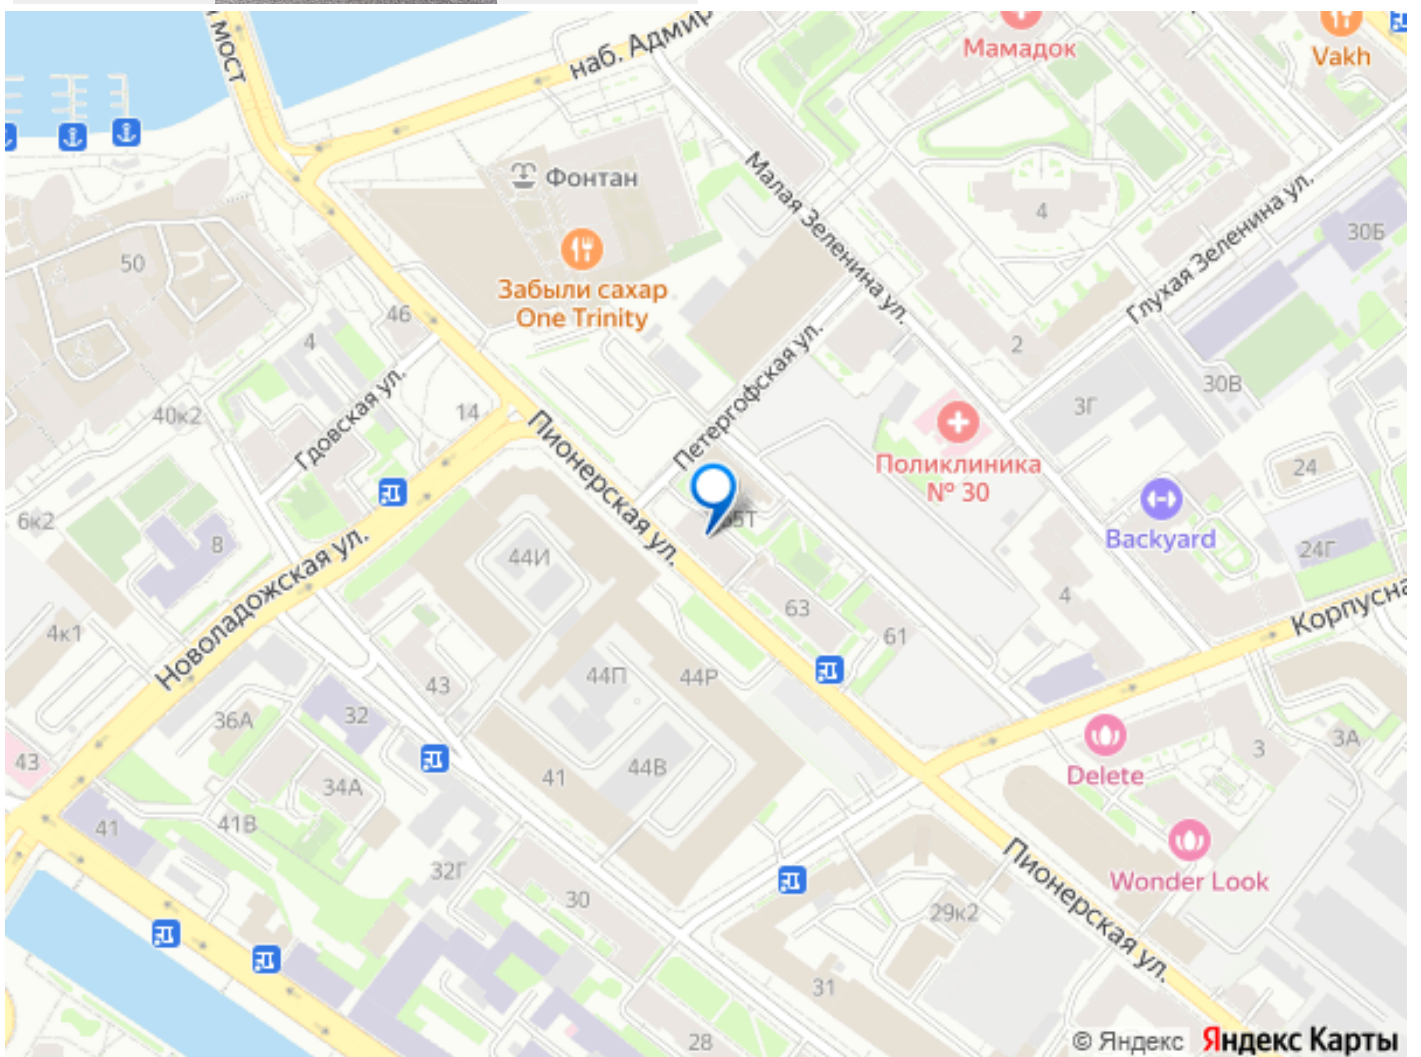 й мост
наб. Адмир
Мамадок
Vakh
Фонтан
Малая Зеленина ул.
4
30Б
50
Забыли сахар
One Trinity
Глухая Зеленина ул.
46
4
Петергофская ул.
2
30В
3Г
40к2
Гдовская ул.
14
Пионерская ул.
Поликлиника
№ 30
24
6к2
8
65Т
Backyard
24Г
Новоладожская ул.
44И
63
4
61
Корпусна
4к1
43
44П
44Р
36А
32
3
3А
43
34А
41
44В
Delete
41
41В
32Г
30
Wonder Look
29к2
Пионерская ул.
31
28
© Яндекс
Яндекс Карты